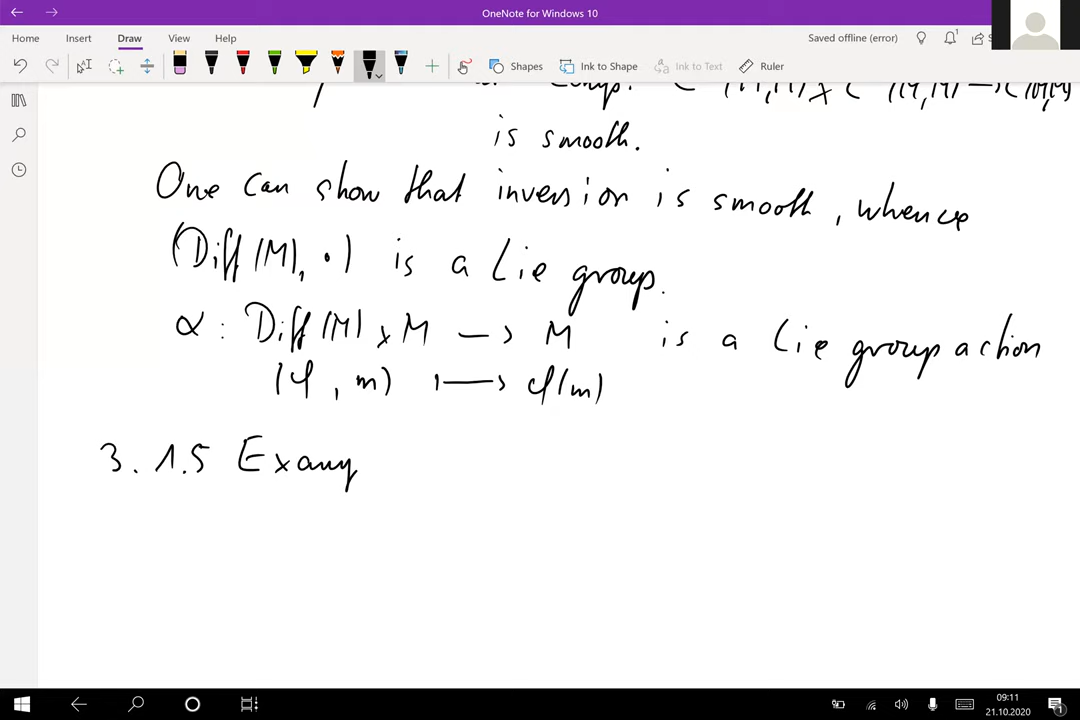 OneNote for Windows 10
Home Insert Draw View Help
Saved offline (error)
Shapes Ink to Shape Ink to Text Ruler
is smooth.
One can show that inversion is smooth, whence
(Diff(M), ·) is a Lie group.
α : Diff(M) × M → M is a Lie group action
(φ, m) ↦ φ(m)
3.1.5 Examp
09:11
21.10.2020